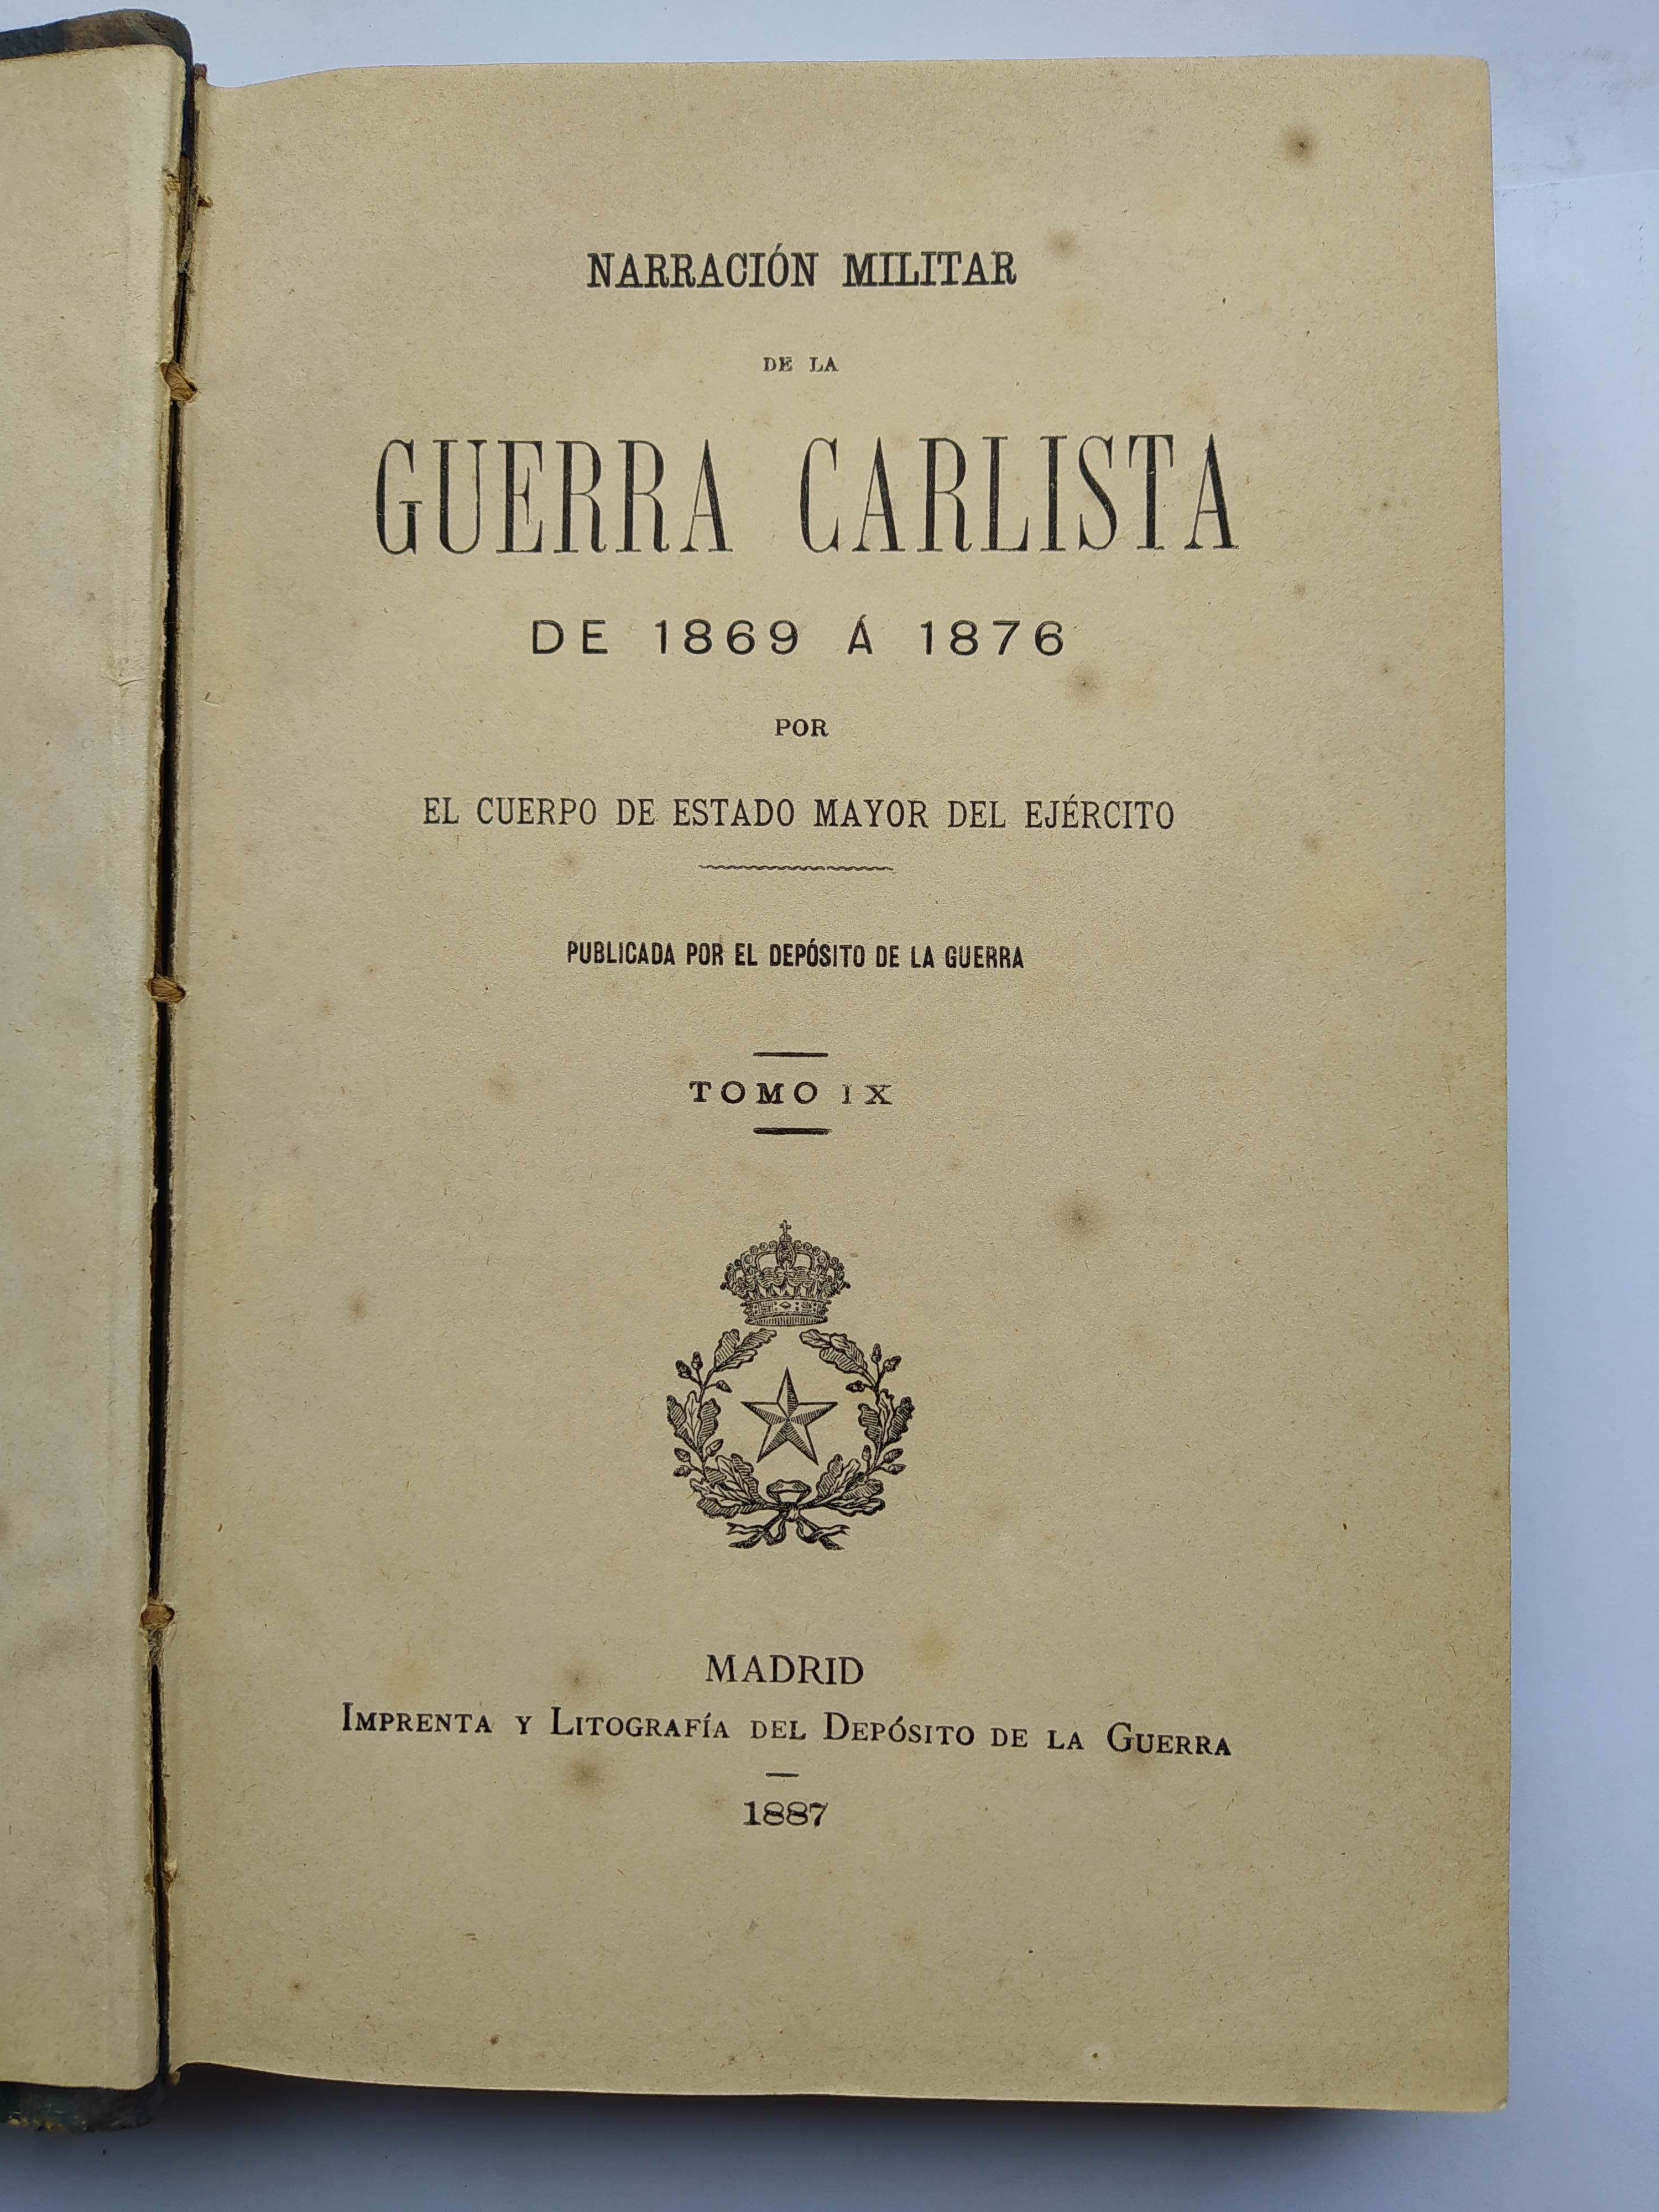 NARRACIÓN MILITAR
DE LA
GUERRA CARLISTA
DE 1869 Á 1876
POR
EL CUERPO DE ESTADO MAYOR DEL EJÉRCITO
PUBLICADA POR EL DEPÓSITO DE LA GUERRA
TOMO IX
MADRID
IMPRENTA Y LITOGRAFÍA DEL DEPÓSITO DE LA GUERRA
1887